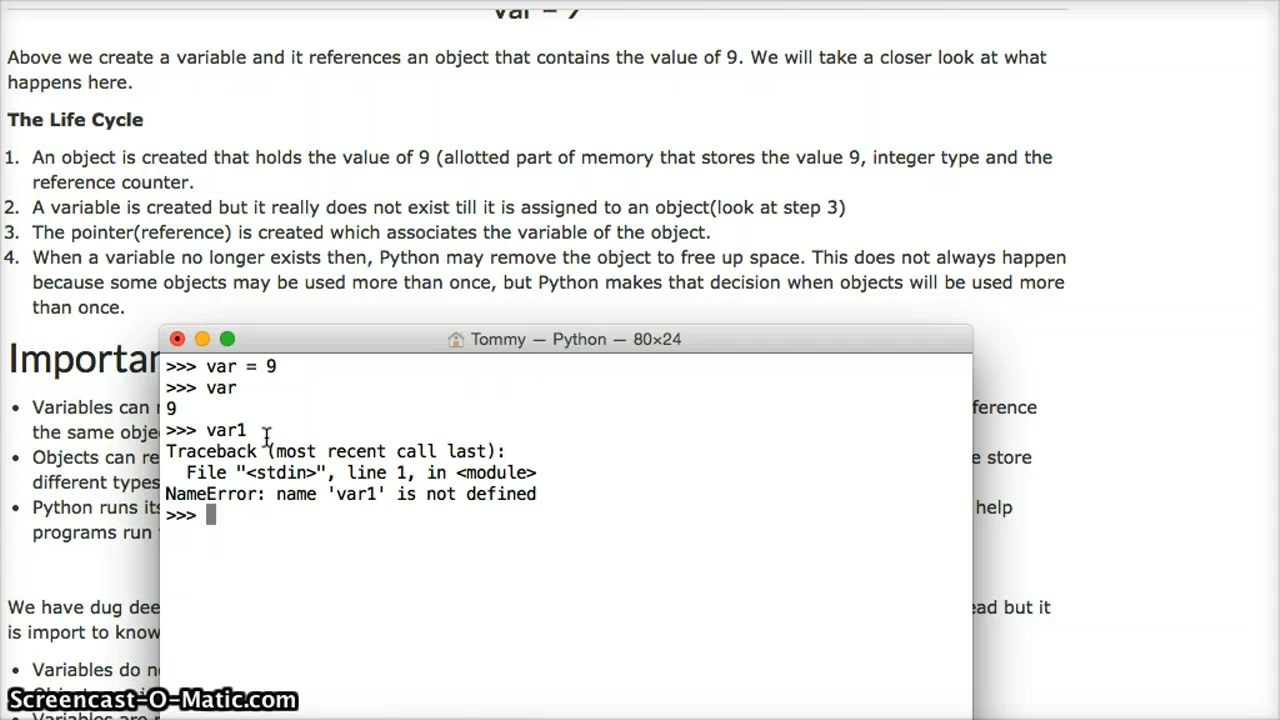 var = 9
Above we create a variable and it references an object that contains the value of 9. We will take a closer look at what
happens here.
The Life Cycle
1. An object is created that holds the value of 9 (allotted part of memory that stores the value 9, integer type and the
reference counter.
2. A variable is created but it really does not exist till it is assigned to an object(look at step 3)
3. The pointer(reference) is created which associates the variable of the object.
4. When a variable no longer exists then, Python may remove the object to free up space. This does not always happen
because some objects may be used more than once, but Python makes that decision when objects will be used more
than once.
Tommy — Python — 80×24
>>> var = 9
>>> var
9
>>> var1
Traceback (most recent call last):
File "<stdin>", line 1, in <module>
NameError: name 'var1' is not defined
>>>
• Variables can
the same
• Objects can
different types
store
• Python runs
help
programs run
We have dug
but it
is import to know
• Variables do
Variables are
Screencast-O-Matic.com